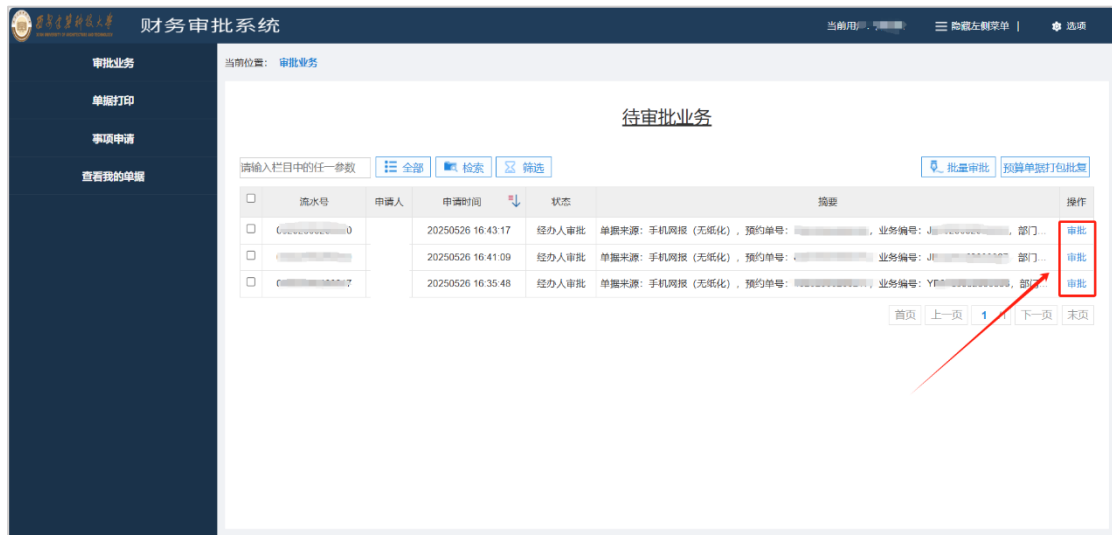 西安建筑科技大学 财务审批系统 当前用户: 隐藏左侧菜单 | 选项
审批业务
单据打印
事项申请
查看我的单据
当前位置: 审批业务
待审批业务
请输入栏目中的任一参数 全部 检索 筛选 批量审批 预算单据打包批复
流水号 申请人 申请时间 状态 摘要 操作
20250526 16:43:17 经办人审批 单据来源:手机网报(无纸化),预约单号: ,业务编号:J ,部门... 审批
20250526 16:41:09 经办人审批 单据来源:手机网报(无纸化),预约单号: ,业务编号: 部门... 审批
20250526 16:35:48 经办人审批 单据来源:手机网报(无纸化),预约单号: ,业务编号: ,部门... 审批
首页 上一页 1 下一页 末页